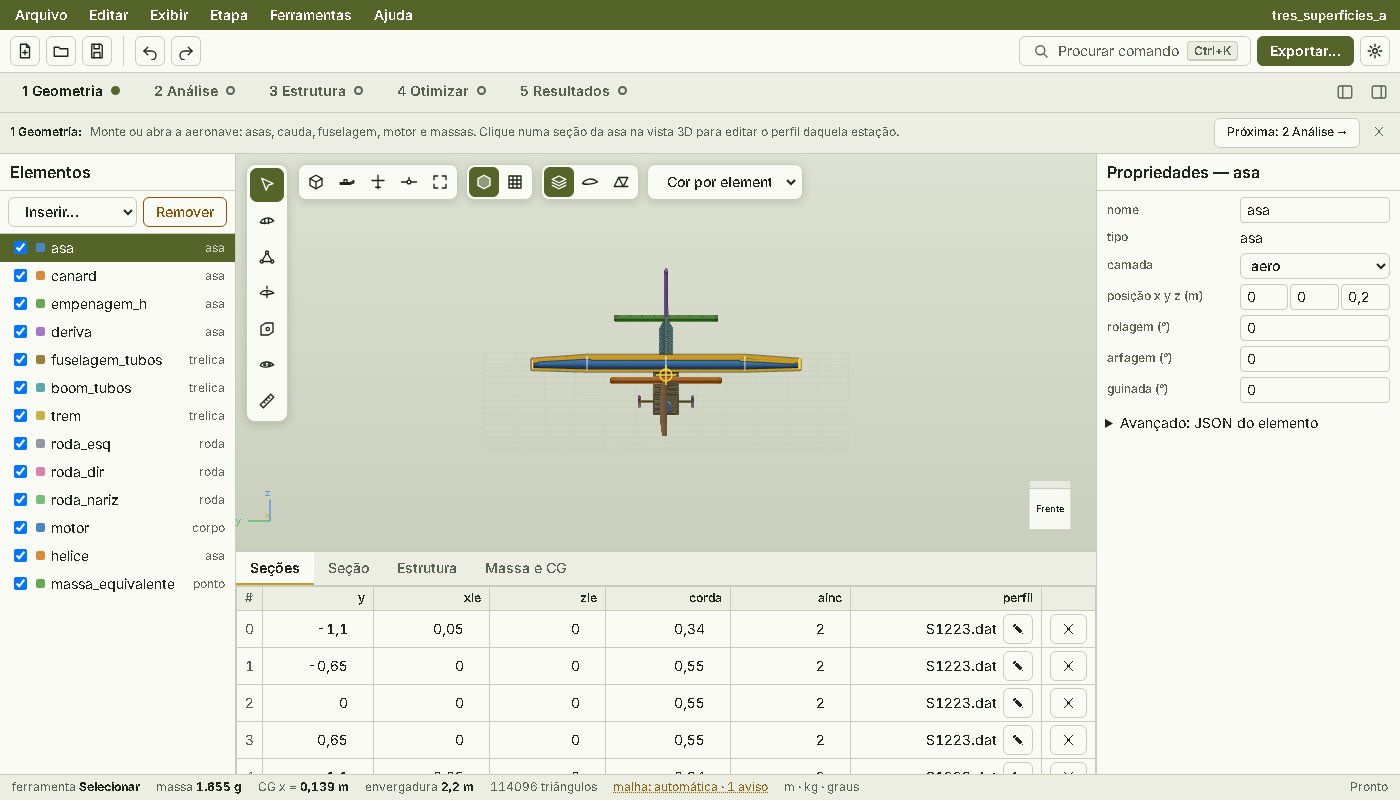 Arquivo Editar Exibir Etapa Ferramentas Ajuda tres_superficies_a
Procurar comando Ctrl+K Exportar...
1 Geometria 2 Análise 3 Estrutura 4 Otimizar 5 Resultados
1 Geometria: Monte ou abra a aeronave: asas, cauda, fuselagem, motor e massas. Clique numa seção da asa na vista 3D para editar o perfil daquela estação. Próxima: 2 Análise →
Elementos
Inserir... Remover
asa asa
canard asa
empenagem_h asa
deriva asa
fuselagem_tubos trelica
boom_tubos trelica
trem trelica
roda_esq roda
roda_dir roda
roda_nariz roda
motor corpo
helice asa
massa_equivalente ponto
Cor por element
z
y
x
Frente
Propriedades — asa
nome asa
tipo asa
camada aero
posição x y z (m) 0 0 0,2
rolagem (°) 0
arfagem (°) 0
guinada (°) 0
Avançado: JSON do elemento
Seções Seção Estrutura Massa e CG
# y xle zle corda ainc perfil
0 -1,1 0,05 0 0,34 2 S1223.dat
1 -0,65 0 0 0,55 2 S1223.dat
2 0 0 0 0,55 2 S1223.dat
3 0,65 0 0 0,55 2 S1223.dat
ferramenta Selecionar massa 1.655 g CG x = 0,139 m envergadura 2,2 m 114096 triângulos malha: automática · 1 aviso m · kg · graus Pronto